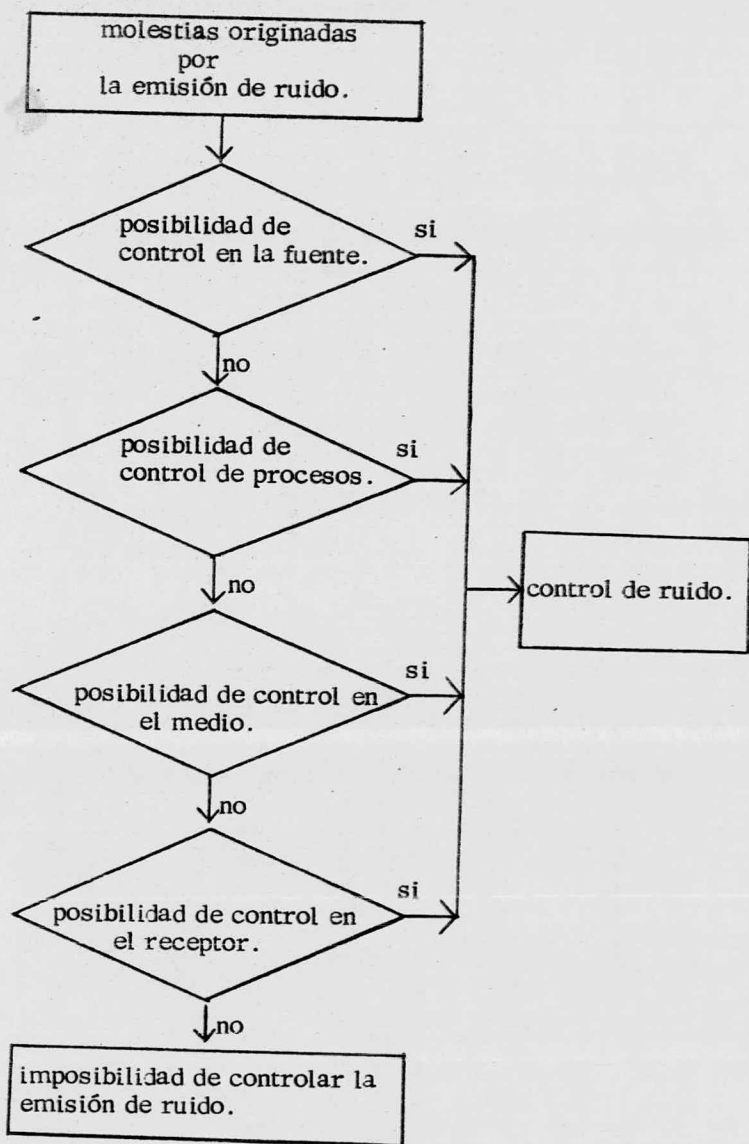 molestias originadas
por
la emisión de ruido.
posibilidad de
control en la fuente.
si
no
posibilidad de
control de procesos.
si
no
control de ruido.
posibilidad de control en
el medio.
si
no
posibilidad de control en
el receptor.
si
no
imposibilidad de controlar la
emisión de ruido.